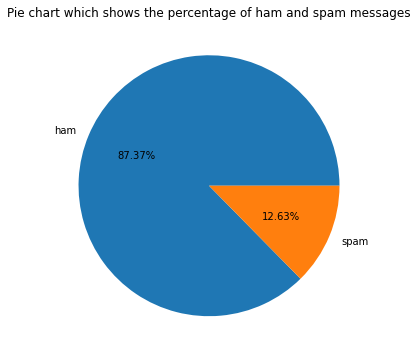 Pie chart which shows the percentage of ham and spam messages
ham
87.37%
12.63%
spam